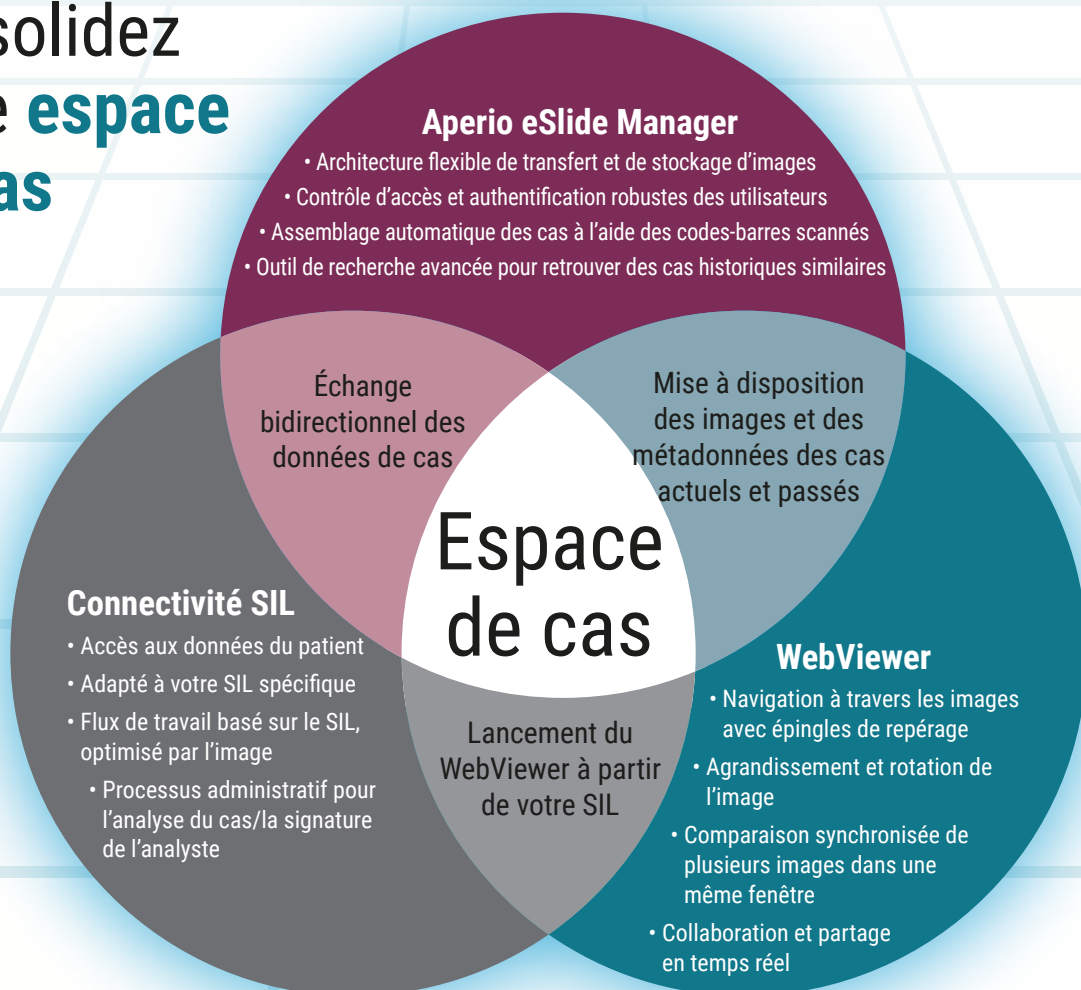 solidez
e espace
as
Aperio eSlide Manager
• Architecture flexible de transfert et de stockage d'images
• Contrôle d'accès et authentification robustes des utilisateurs
• Assemblage automatique des cas à l'aide des codes-barres scannés
• Outil de recherche avancée pour retrouver des cas historiques similaires
Échange
bidirectionnel des
données de cas
Mise à disposition
des images et des
métadonnées des cas
actuels et passés
Espace
de cas
Connectivité SIL
• Accès aux données du patient
• Adapté à votre SIL spécifique
• Flux de travail basé sur le SIL,
optimisé par l'image
• Processus administratif pour
l'analyse du cas/la signature
de l'analyste
Lancement du
WebViewer à partir
de votre SIL
WebViewer
• Navigation à travers les images
avec épingles de repérage
• Agrandissement et rotation de
l'image
• Comparaison synchronisée de
plusieurs images dans une
même fenêtre
• Collaboration et partage
en temps réel